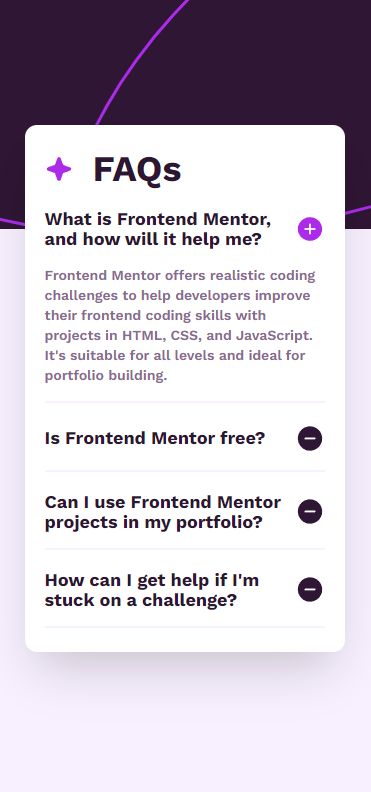 FAQs
What is Frontend Mentor,
and how will it help me?
Frontend Mentor offers realistic coding
challenges to help developers improve
their frontend coding skills with
projects in HTML, CSS, and JavaScript.
It's suitable for all levels and ideal for
portfolio building.
Is Frontend Mentor free?
Can I use Frontend Mentor
projects in my portfolio?
How can I get help if I'm
stuck on a challenge?